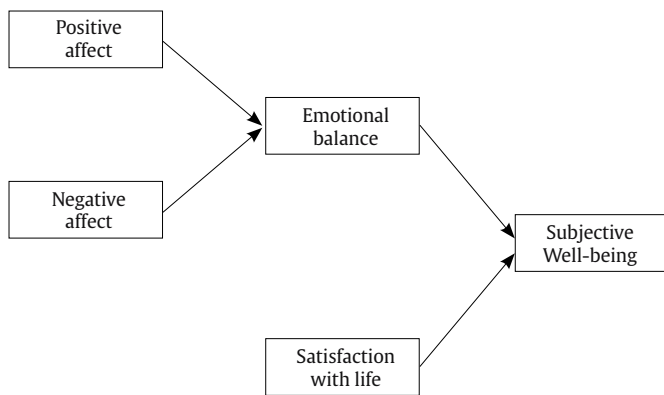 Positive
affect
Emotional
balance
Negative
affect
Subjective
Well-being
Satisfaction
with life